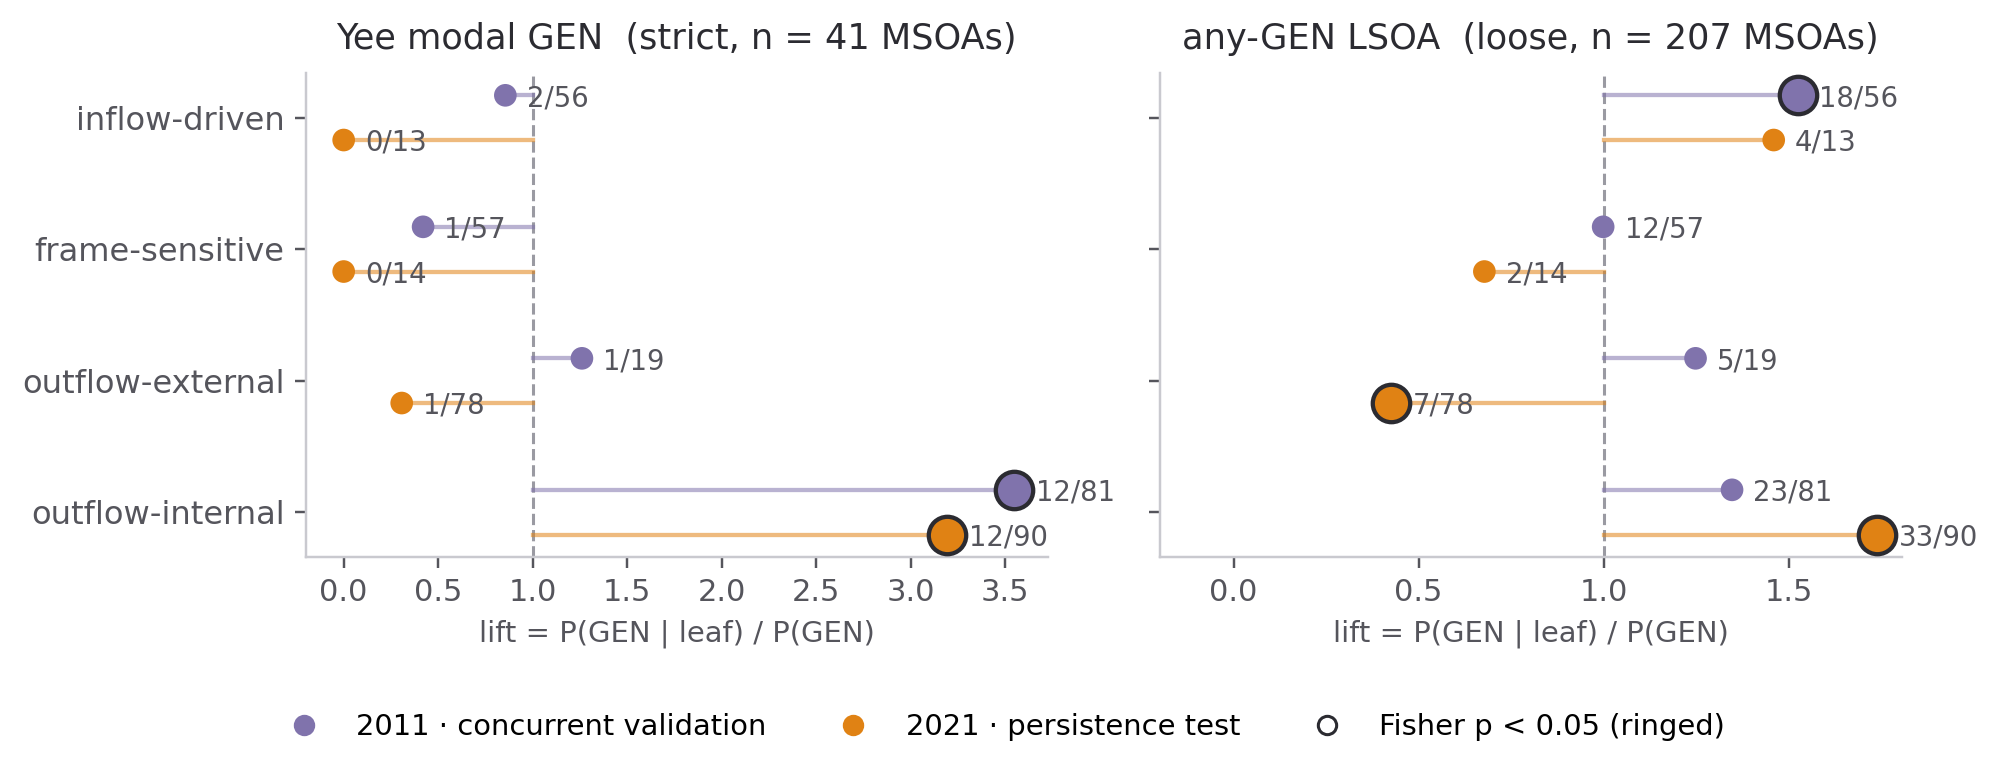 Yee modal GEN  (strict, n = 41 MSOAs)
any-GEN LSOA  (loose, n = 207 MSOAs)
inflow-driven
2/56
0/13
18/56
4/13
frame-sensitive
1/57
0/14
12/57
2/14
outflow-external
1/19
1/78
5/19
7/78
outflow-internal
12/81
12/90
23/81
33/90
0.0 0.5 1.0 1.5 2.0 2.5 3.0 3.5
0.0 0.5 1.0 1.5
lift = P(GEN | leaf) / P(GEN)
lift = P(GEN | leaf) / P(GEN)
2011 · concurrent validation
2021 · persistence test
Fisher p < 0.05 (ringed)